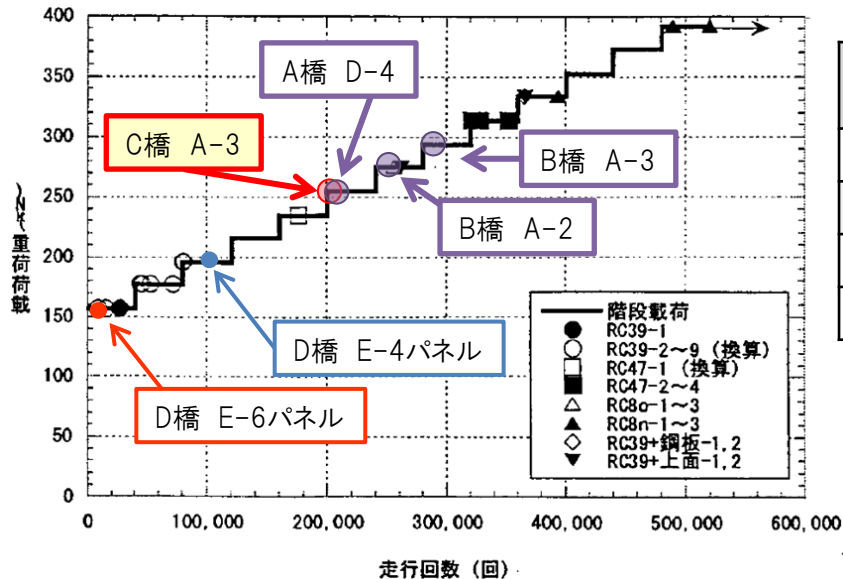 400
350
300
250
200
150
100
50
0
載荷荷重(kN)
A橋 D-4
C橋 A-3
B橋 A-3
B橋 A-2
D橋 E-4パネル
D橋 E-6パネル
階段載荷
RC39-1
RC39-2～9 (換算)
RC47-1 (換算)
RC47-2～4
RC8o-1～3
RC8n-1～3
RC39+鋼板-1,2
RC39+上面-1,2
0 100,000 200,000 300,000 400,000 500,000 600,000
走行回数 (回)